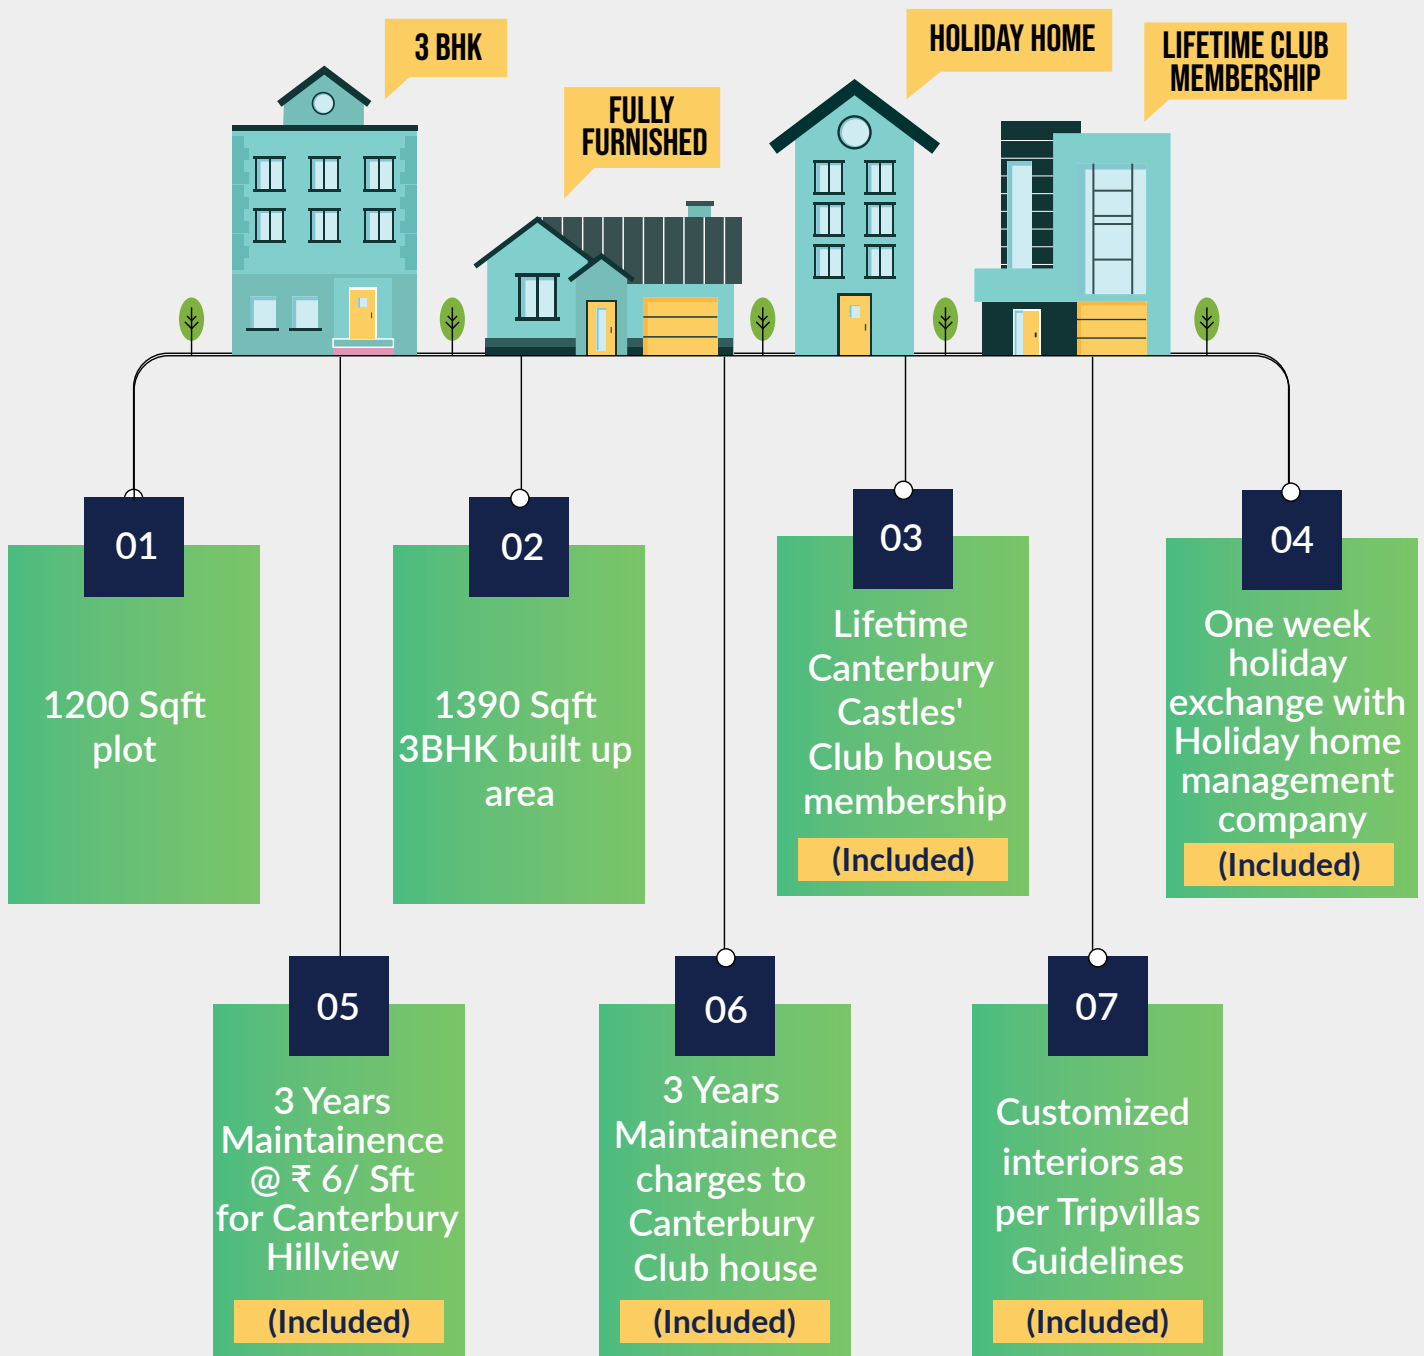 3 BHK
FULLY
FURNISHED
HOLIDAY HOME
LIFETIME CLUB
MEMBERSHIP
01
1200 Sqft
plot
02
1390 Sqft
3BHK built up
area
03
Lifetime
Canterbury
Castles'
Club house
membership
(Included)
04
One week
holiday
exchange with
Holiday home
management
company
(Included)
05
3 Years
Maintainence
@ ₹ 6/ Sft
for Canterbury
Hillview
(Included)
06
3 Years
Maintainence
charges to
Canterbury
Club house
(Included)
07
Customized
interiors as
per Tripvillas
Guidelines
(Included)